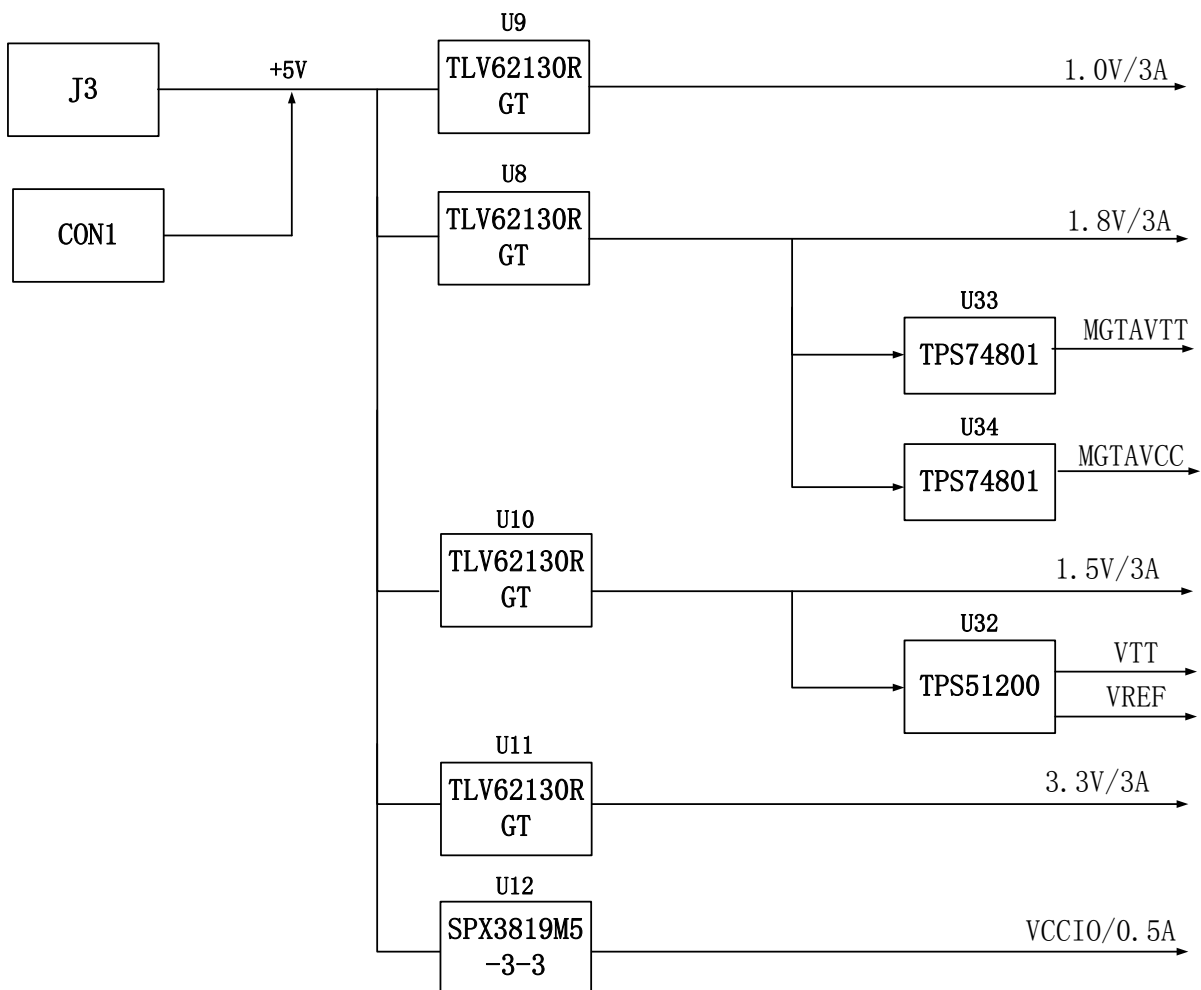 U9
J3
+5V
TLV62130R
GT
1.0V/3A
U8
CON1
TLV62130R
GT
1.8V/3A
U33
TPS74801
MGTAVTT
U34
TPS74801
MGTAVCC
U10
TLV62130R
GT
1.5V/3A
U32
TPS51200
VTT
VREF
U11
TLV62130R
GT
3.3V/3A
U12
SPX3819M5
-3-3
VCCIO/0.5A